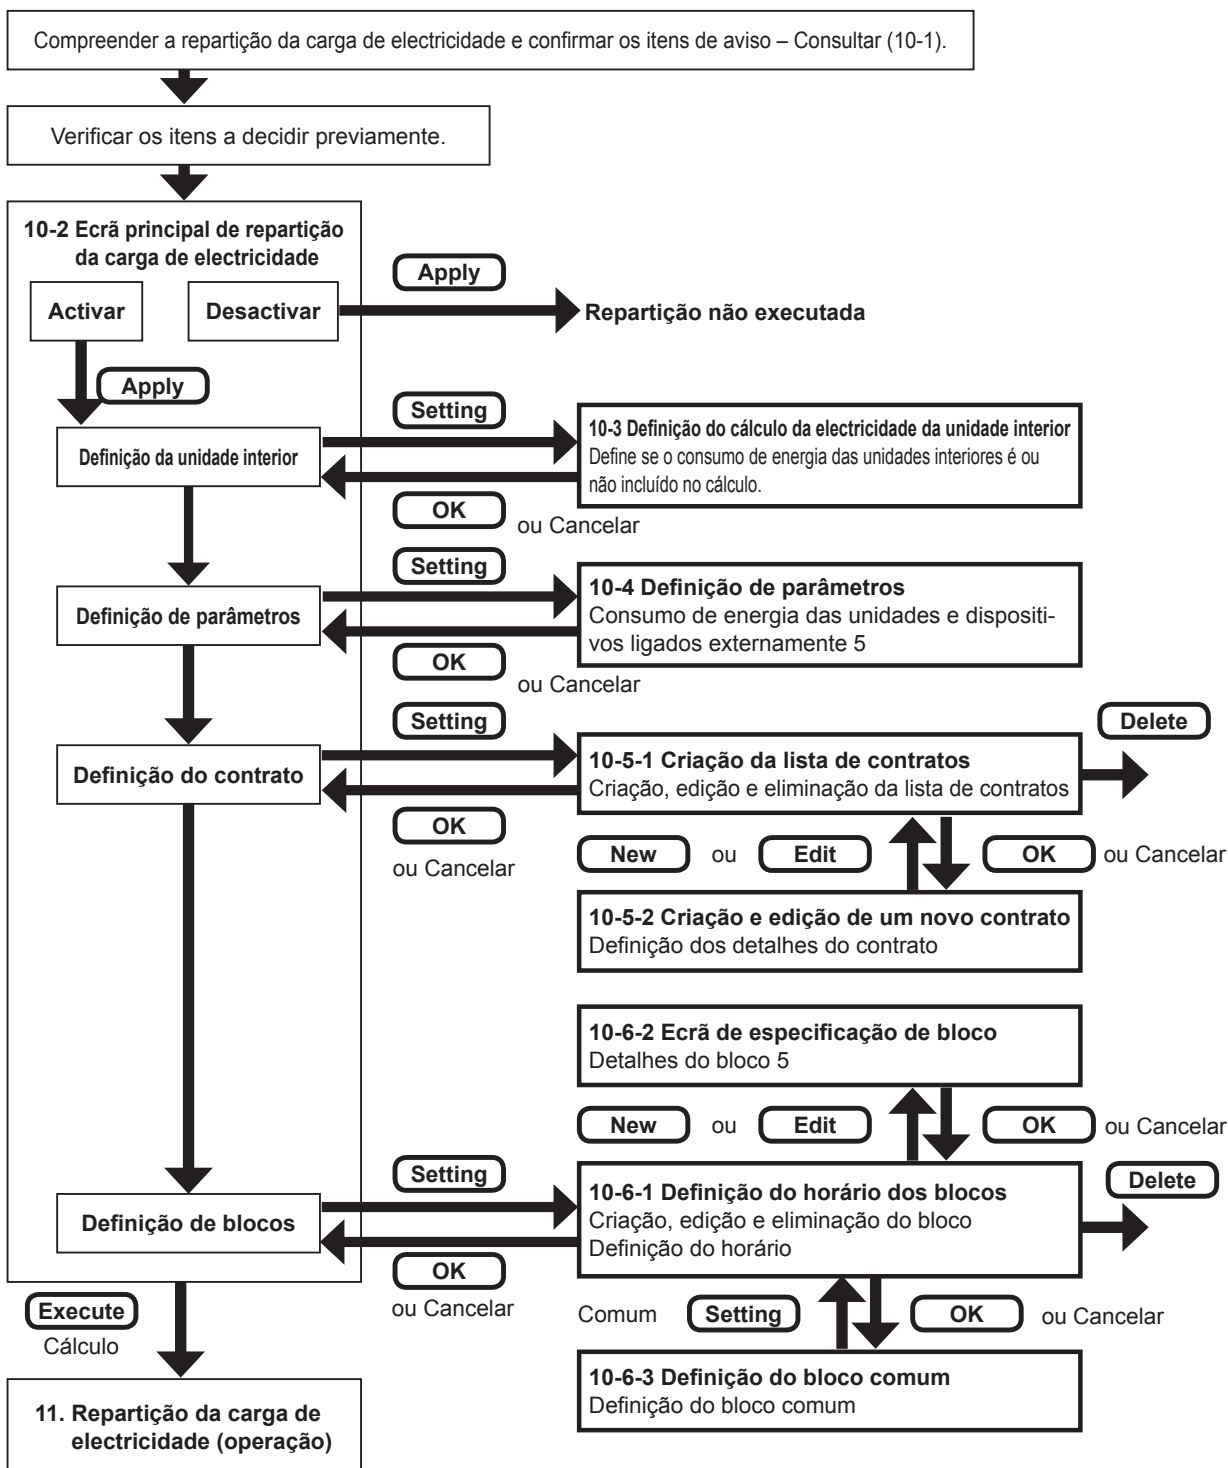 Compreender a repartição da carga de electricidade e confirmar os itens de aviso – Consultar (10-1).
Verificar os itens a decidir previamente.
10-2 Ecrã principal de repartição
da carga de electricidade
Activar
Desactivar
Apply
Repartição não executada
Apply
Definição da unidade interior
Setting
10-3 Definição do cálculo da electricidade da unidade interior
Define se o consumo de energia das unidades interiores é ou
não incluído no cálculo.
OK
ou Cancelar
Definição de parâmetros
Setting
10-4 Definição de parâmetros
Consumo de energia das unidades e dispositi-
vos ligados externamente 5
OK
ou Cancelar
Definição do contrato
Setting
10-5-1 Criação da lista de contratos
Criação, edição e eliminação da lista de contratos
Delete
OK
ou Cancelar
New ou Edit
OK ou Cancelar
10-5-2 Criação e edição de um novo contrato
Definição dos detalhes do contrato
10-6-2 Ecrã de especificação de bloco
Detalhes do bloco 5
New ou Edit
OK ou Cancelar
Definição de blocos
Setting
10-6-1 Definição do horário dos blocos
Criação, edição e eliminação do bloco
Definição do horário
Delete
OK
ou Cancelar
Comum Setting
OK ou Cancelar
10-6-3 Definição do bloco comum
Definição do bloco comum
Execute
Cálculo
11. Repartição da carga de
electricidade (operação)